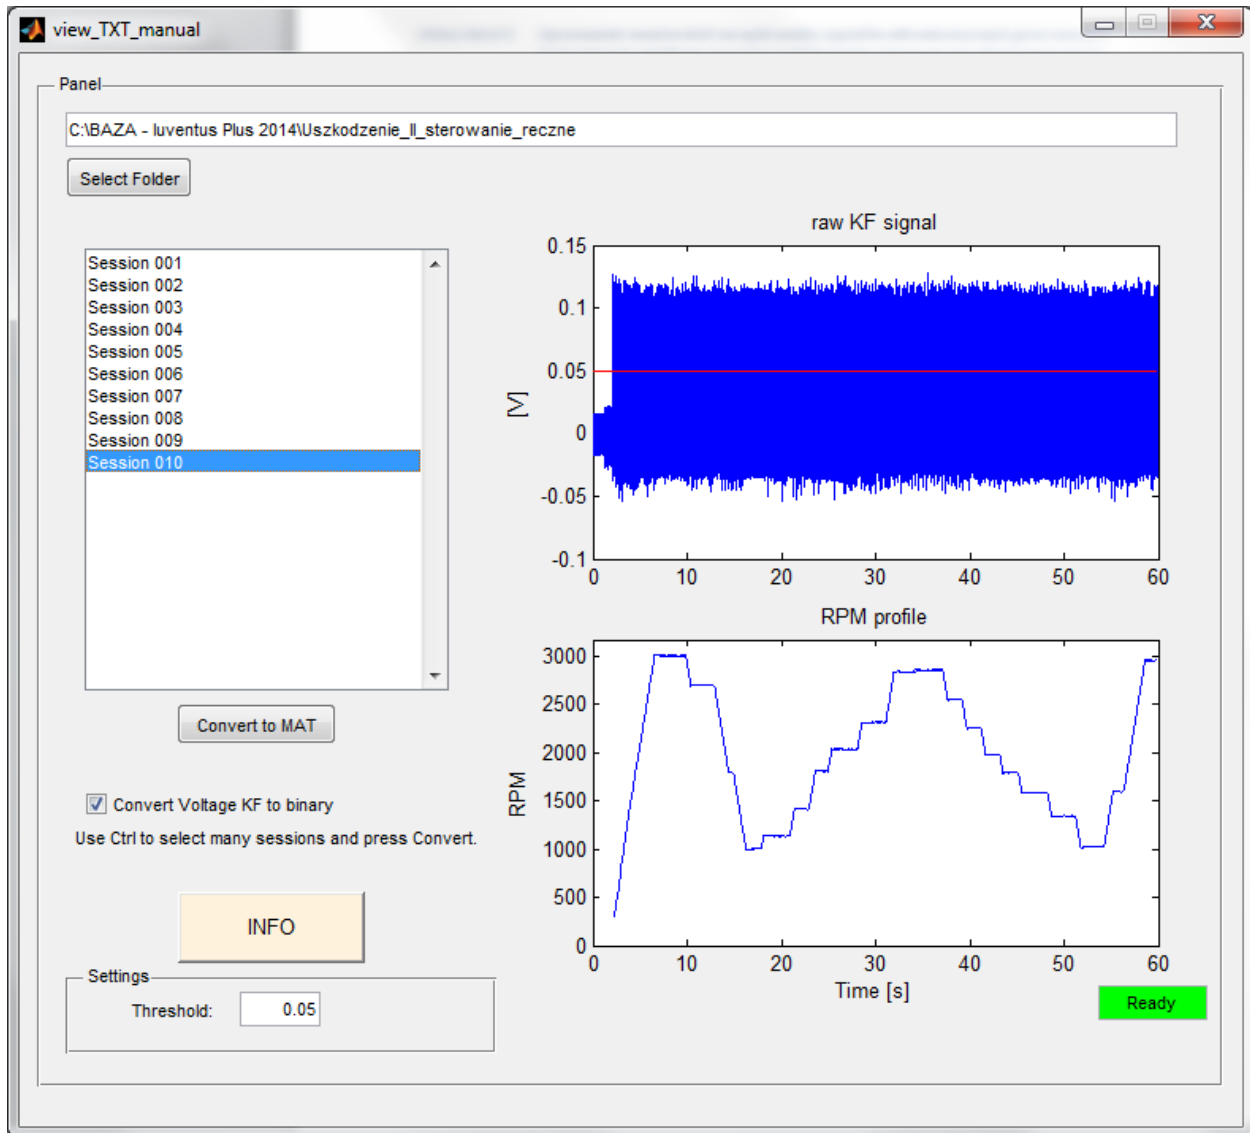 view_TXT_manual
Panel
C:\BAZA - Iuventus Plus 2014\Uszkodzenie_II_sterowanie_reczne
Select Folder
Session 001
Session 002
Session 003
Session 004
Session 005
Session 006
Session 007
Session 008
Session 009
Session 010
Convert to MAT
Convert Voltage KF to binary
Use Ctrl to select many sessions and press Convert.
INFO
Settings
Threshold: 0.05
raw KF signal
[V]
0.15
0.1
0.05
0
-0.05
-0.1
0 10 20 30 40 50 60
RPM profile
RPM
3000
2500
2000
1500
1000
500
0
0 10 20 30 40 50 60
Time [s]
Ready